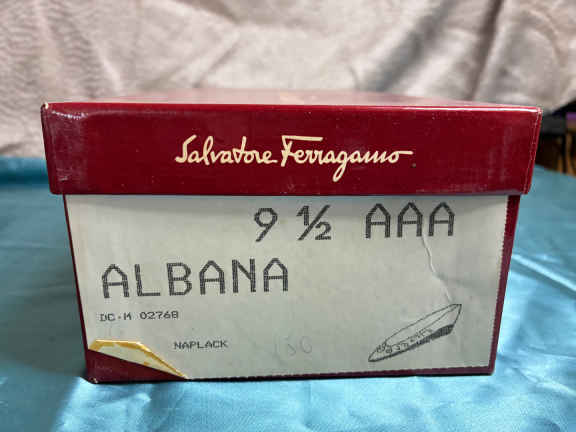 Salvatore Ferragamo
9 ½ AAA
ALBANA
DC-M 02768
NAPLACK